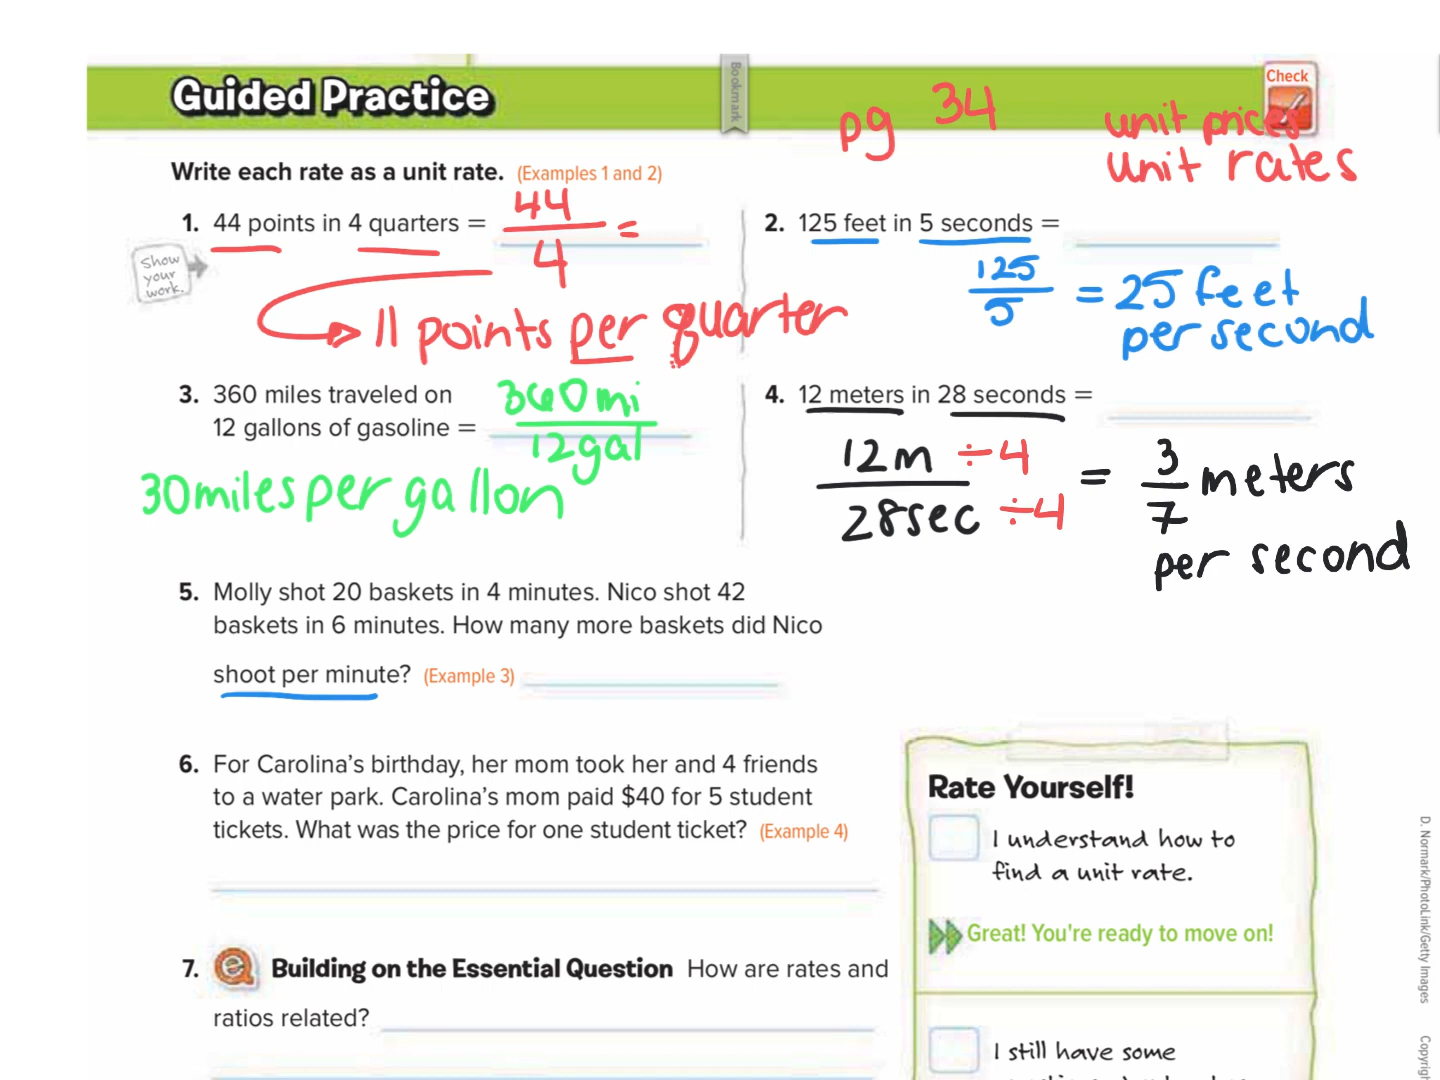 Guided Practice
Bookmark
Check
pg 34
unit prices
unit rates
Write each rate as a unit rate. (Examples 1 and 2)
1. 44 points in 4 quarters =
44
4
=
Show
your
work.
11 points per quarter
2. 125 feet in 5 seconds =
125
5
= 25 feet
per second
3. 360 miles traveled on
12 gallons of gasoline =
360 mi
12 gal
30 miles per gallon
4. 12 meters in 28 seconds =
12m ÷4
28sec ÷4
= 3/7 meters
per second
5. Molly shot 20 baskets in 4 minutes. Nico shot 42
baskets in 6 minutes. How many more baskets did Nico
shoot per minute? (Example 3)
6. For Carolina's birthday, her mom took her and 4 friends
to a water park. Carolina's mom paid $40 for 5 student
tickets. What was the price for one student ticket? (Example 4)
7. Building on the Essential Question How are rates and
ratios related?
Rate Yourself!
I understand how to
find a unit rate.
Great! You're ready to move on!
I still have some
D. Normark/PhotoLink/Getty Images